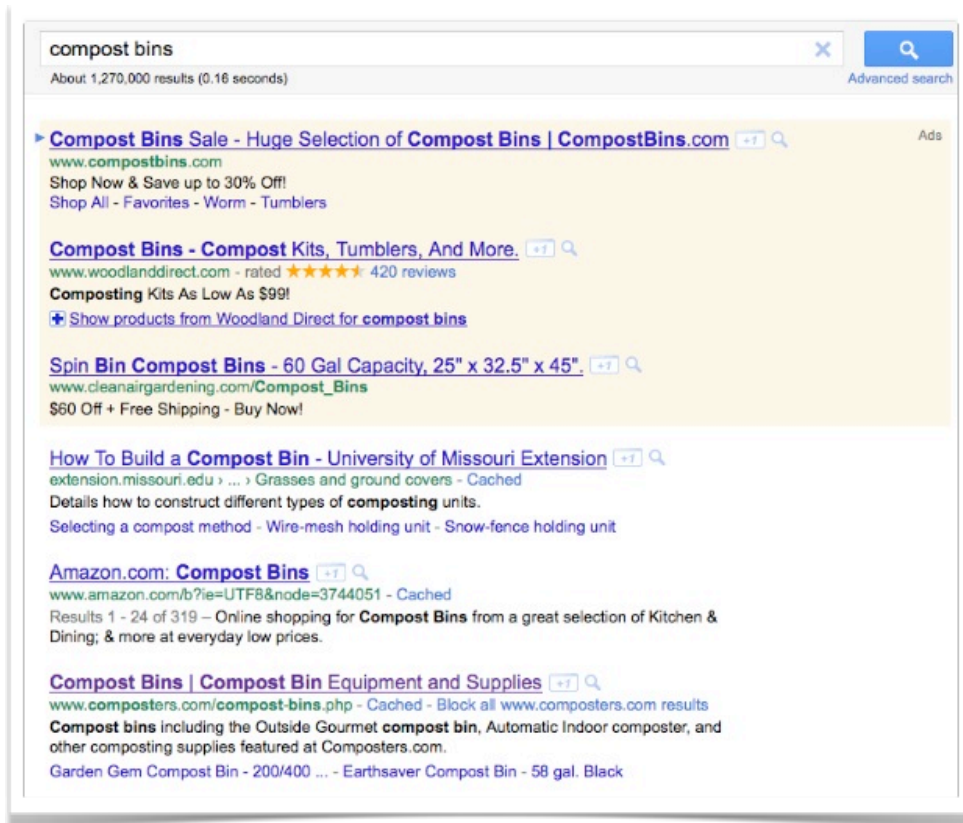 compost bins
About 1,270,000 results (0.16 seconds)
Advanced search
Compost Bins Sale - Huge Selection of Compost Bins | CompostBins.com +1
Ads
www.compostbins.com
Shop Now & Save up to 30% Off!
Shop All - Favorites - Worm - Tumblers
Compost Bins - Compost Kits, Tumblers, And More. +1
www.woodlanddirect.com - rated ★★★★★ 420 reviews
Composting Kits As Low As $99!
Show products from Woodland Direct for compost bins
Spin Bin Compost Bins - 60 Gal Capacity, 25" x 32.5" x 45". +1
www.cleanairgardening.com/Compost_Bins
$60 Off + Free Shipping - Buy Now!
How To Build a Compost Bin - University of Missouri Extension +1
extension.missouri.edu › ... › Grasses and ground covers - Cached
Details how to construct different types of composting units.
Selecting a compost method - Wire-mesh holding unit - Snow-fence holding unit
Amazon.com: Compost Bins +1
www.amazon.com/b?ie=UTF8&node=3744051 - Cached
Results 1 - 24 of 319 – Online shopping for Compost Bins from a great selection of Kitchen &
Dining; & more at everyday low prices.
Compost Bins | Compost Bin Equipment and Supplies +1
www.composters.com/compost-bins.php - Cached - Block all www.composters.com results
Compost bins including the Outside Gourmet compost bin, Automatic Indoor composter, and
other composting supplies featured at Composters.com.
Garden Gem Compost Bin - 200/400 ... - Earthsaver Compost Bin - 58 gal. Black